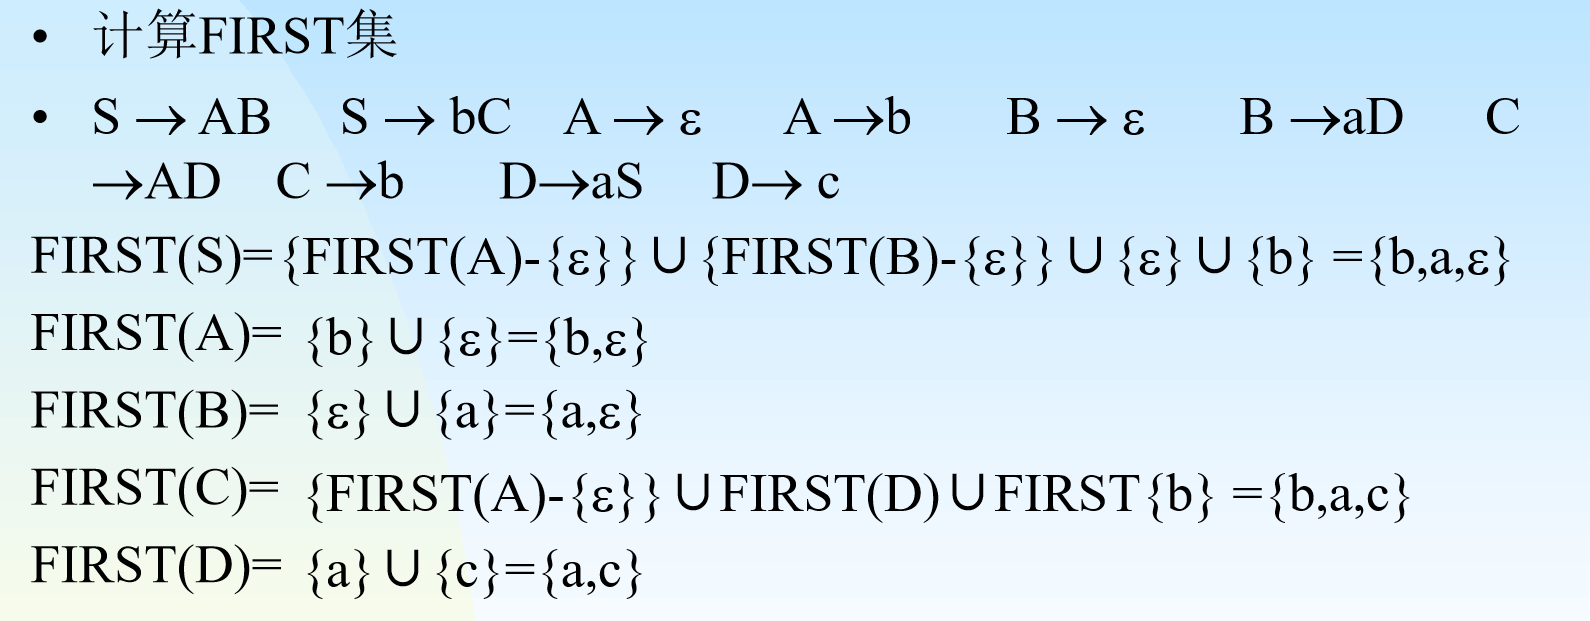 • 计算FIRST集
• S → AB S → bC A → ε A →b B → ε B →aD C
→AD C →b D→aS D→ c
FIRST(S)={FIRST(A)-{ε}}∪{FIRST(B)-{ε}}∪{ε}∪{b} ={b,a,ε}
FIRST(A)= {b}∪{ε}={b,ε}
FIRST(B)= {ε}∪{a}={a,ε}
FIRST(C)= {FIRST(A)-{ε}}∪FIRST(D)∪FIRST{b} ={b,a,c}
FIRST(D)= {a}∪{c}={a,c}